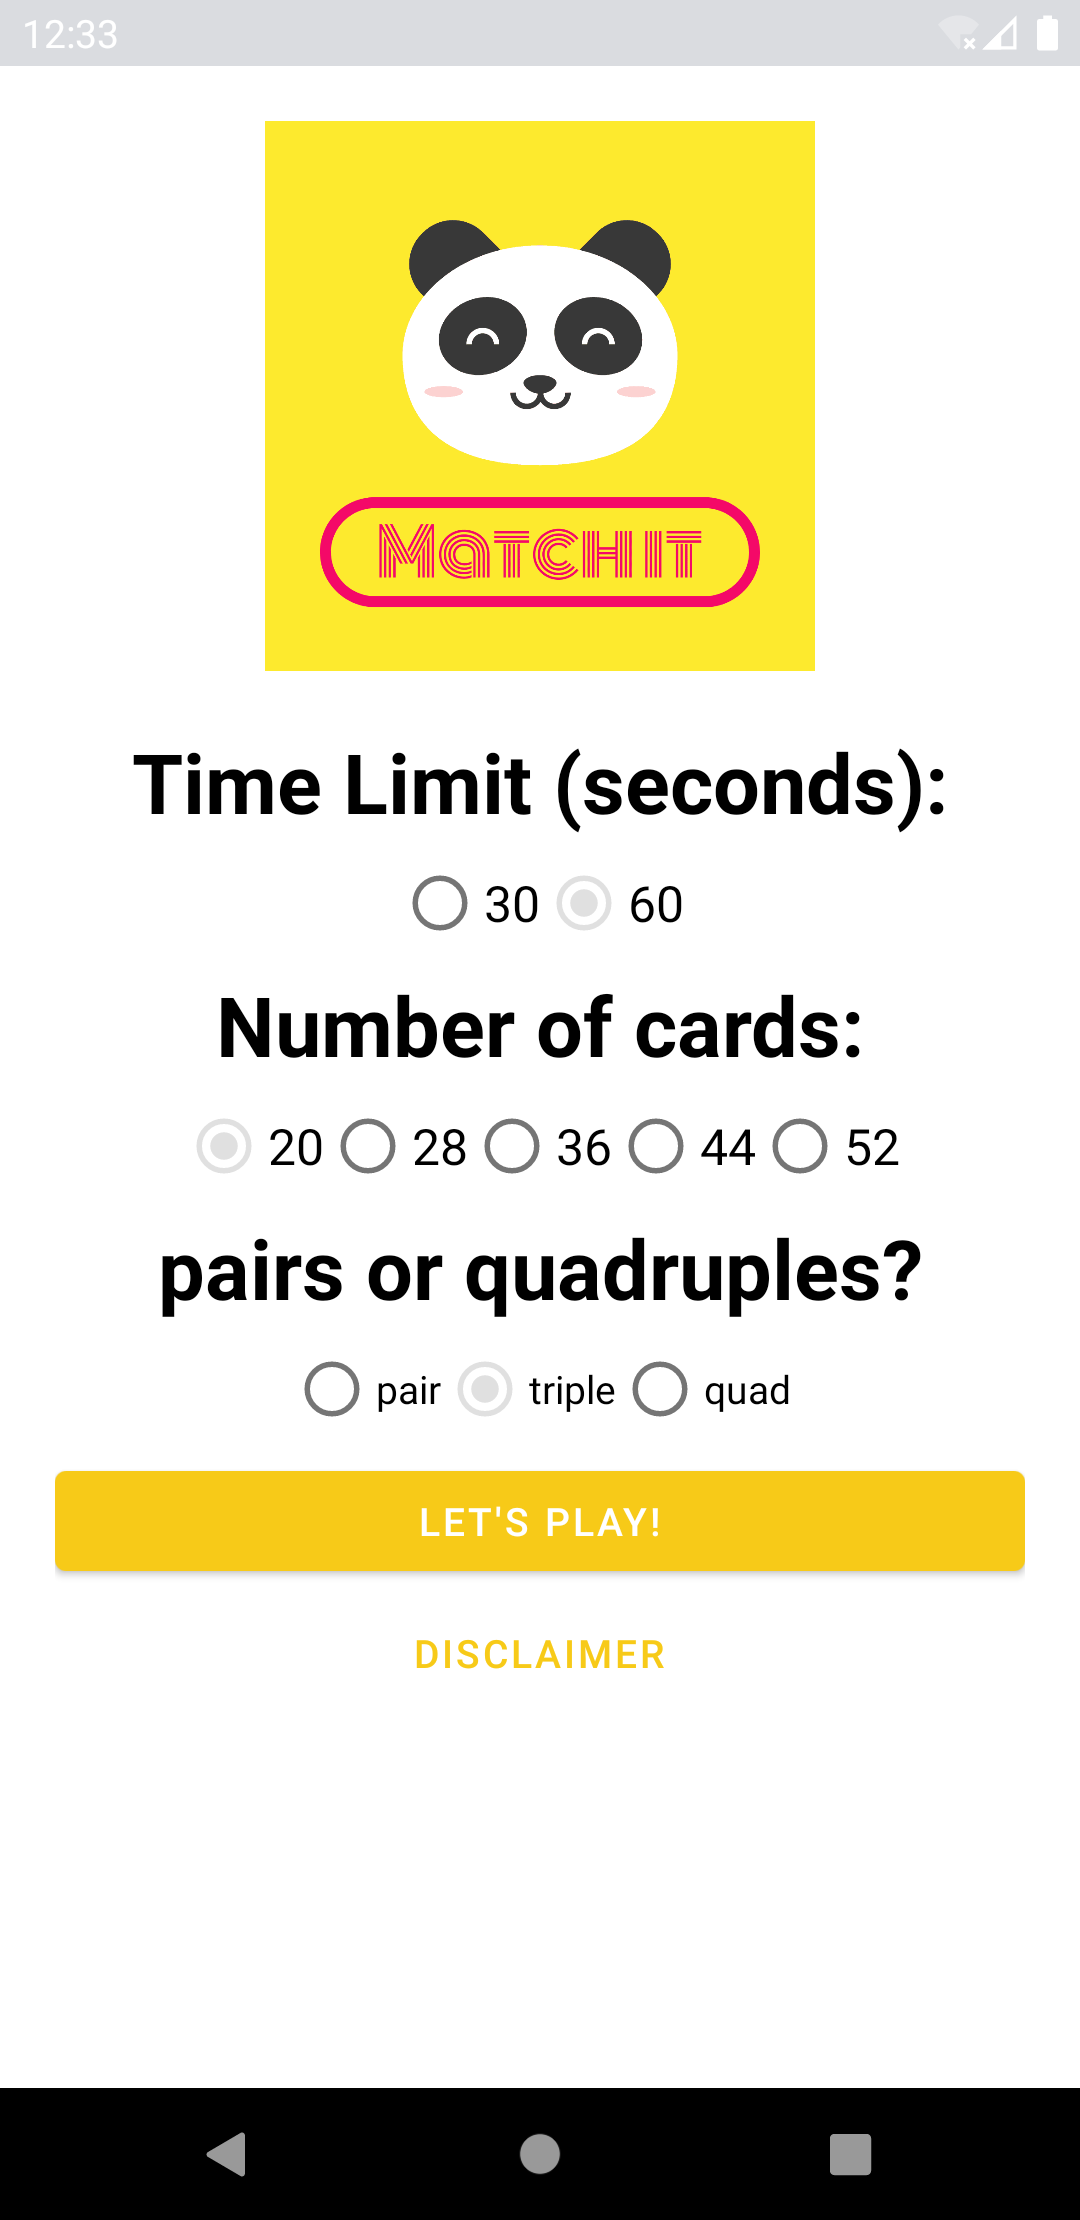 12:33
MaTCHIT
Time Limit (seconds):
30 60
Number of cards:
20 28 36 44 52
pairs or quadruples?
pair triple quad
LET'S PLAY!
DISCLAIMER